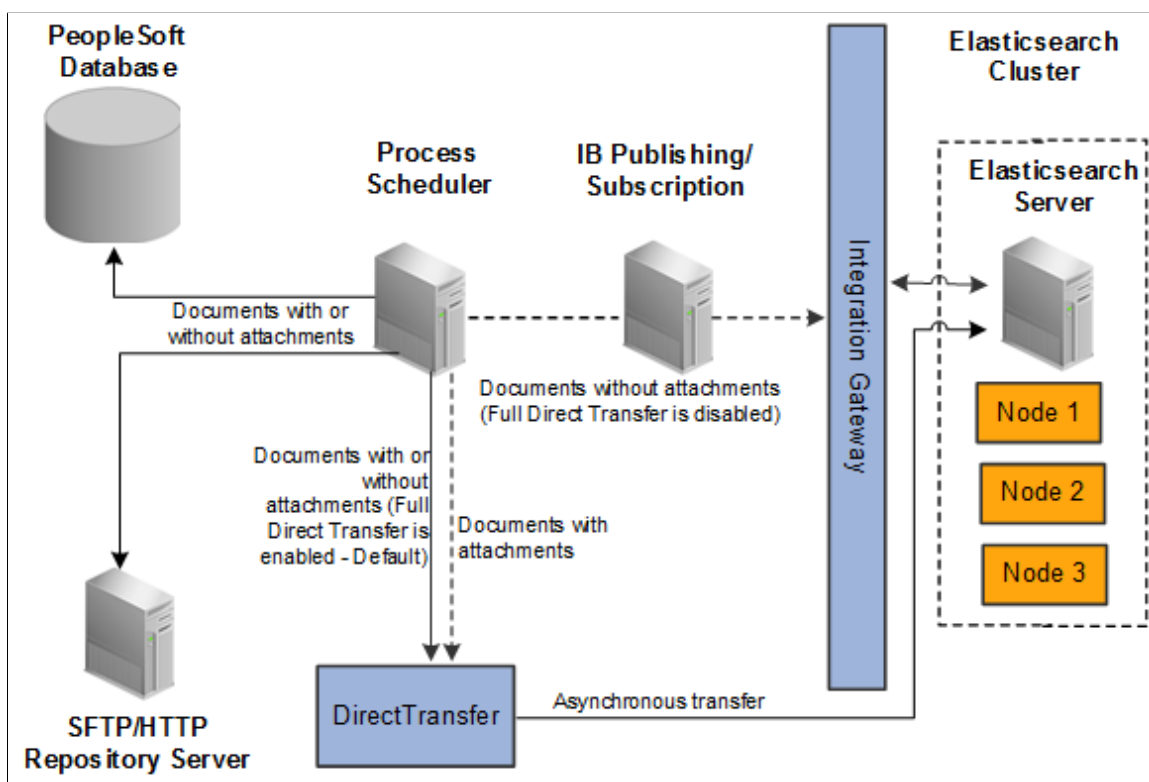 PeopleSoft
Database
Process
Scheduler
IB Publishing/
Subscription
Elasticsearch
Cluster
Elasticsearch
Server
Integration Gateway
Documents with or
without attachments
Documents without attachments
(Full Direct Transfer is disabled)
Documents with or
without
attachments (Full
Direct Transfer is
enabled - Default)
Documents with
attachments
Node 1
Node 2
Node 3
SFTP/HTTP
Repository Server
DirectTransfer
Asynchronous transfer